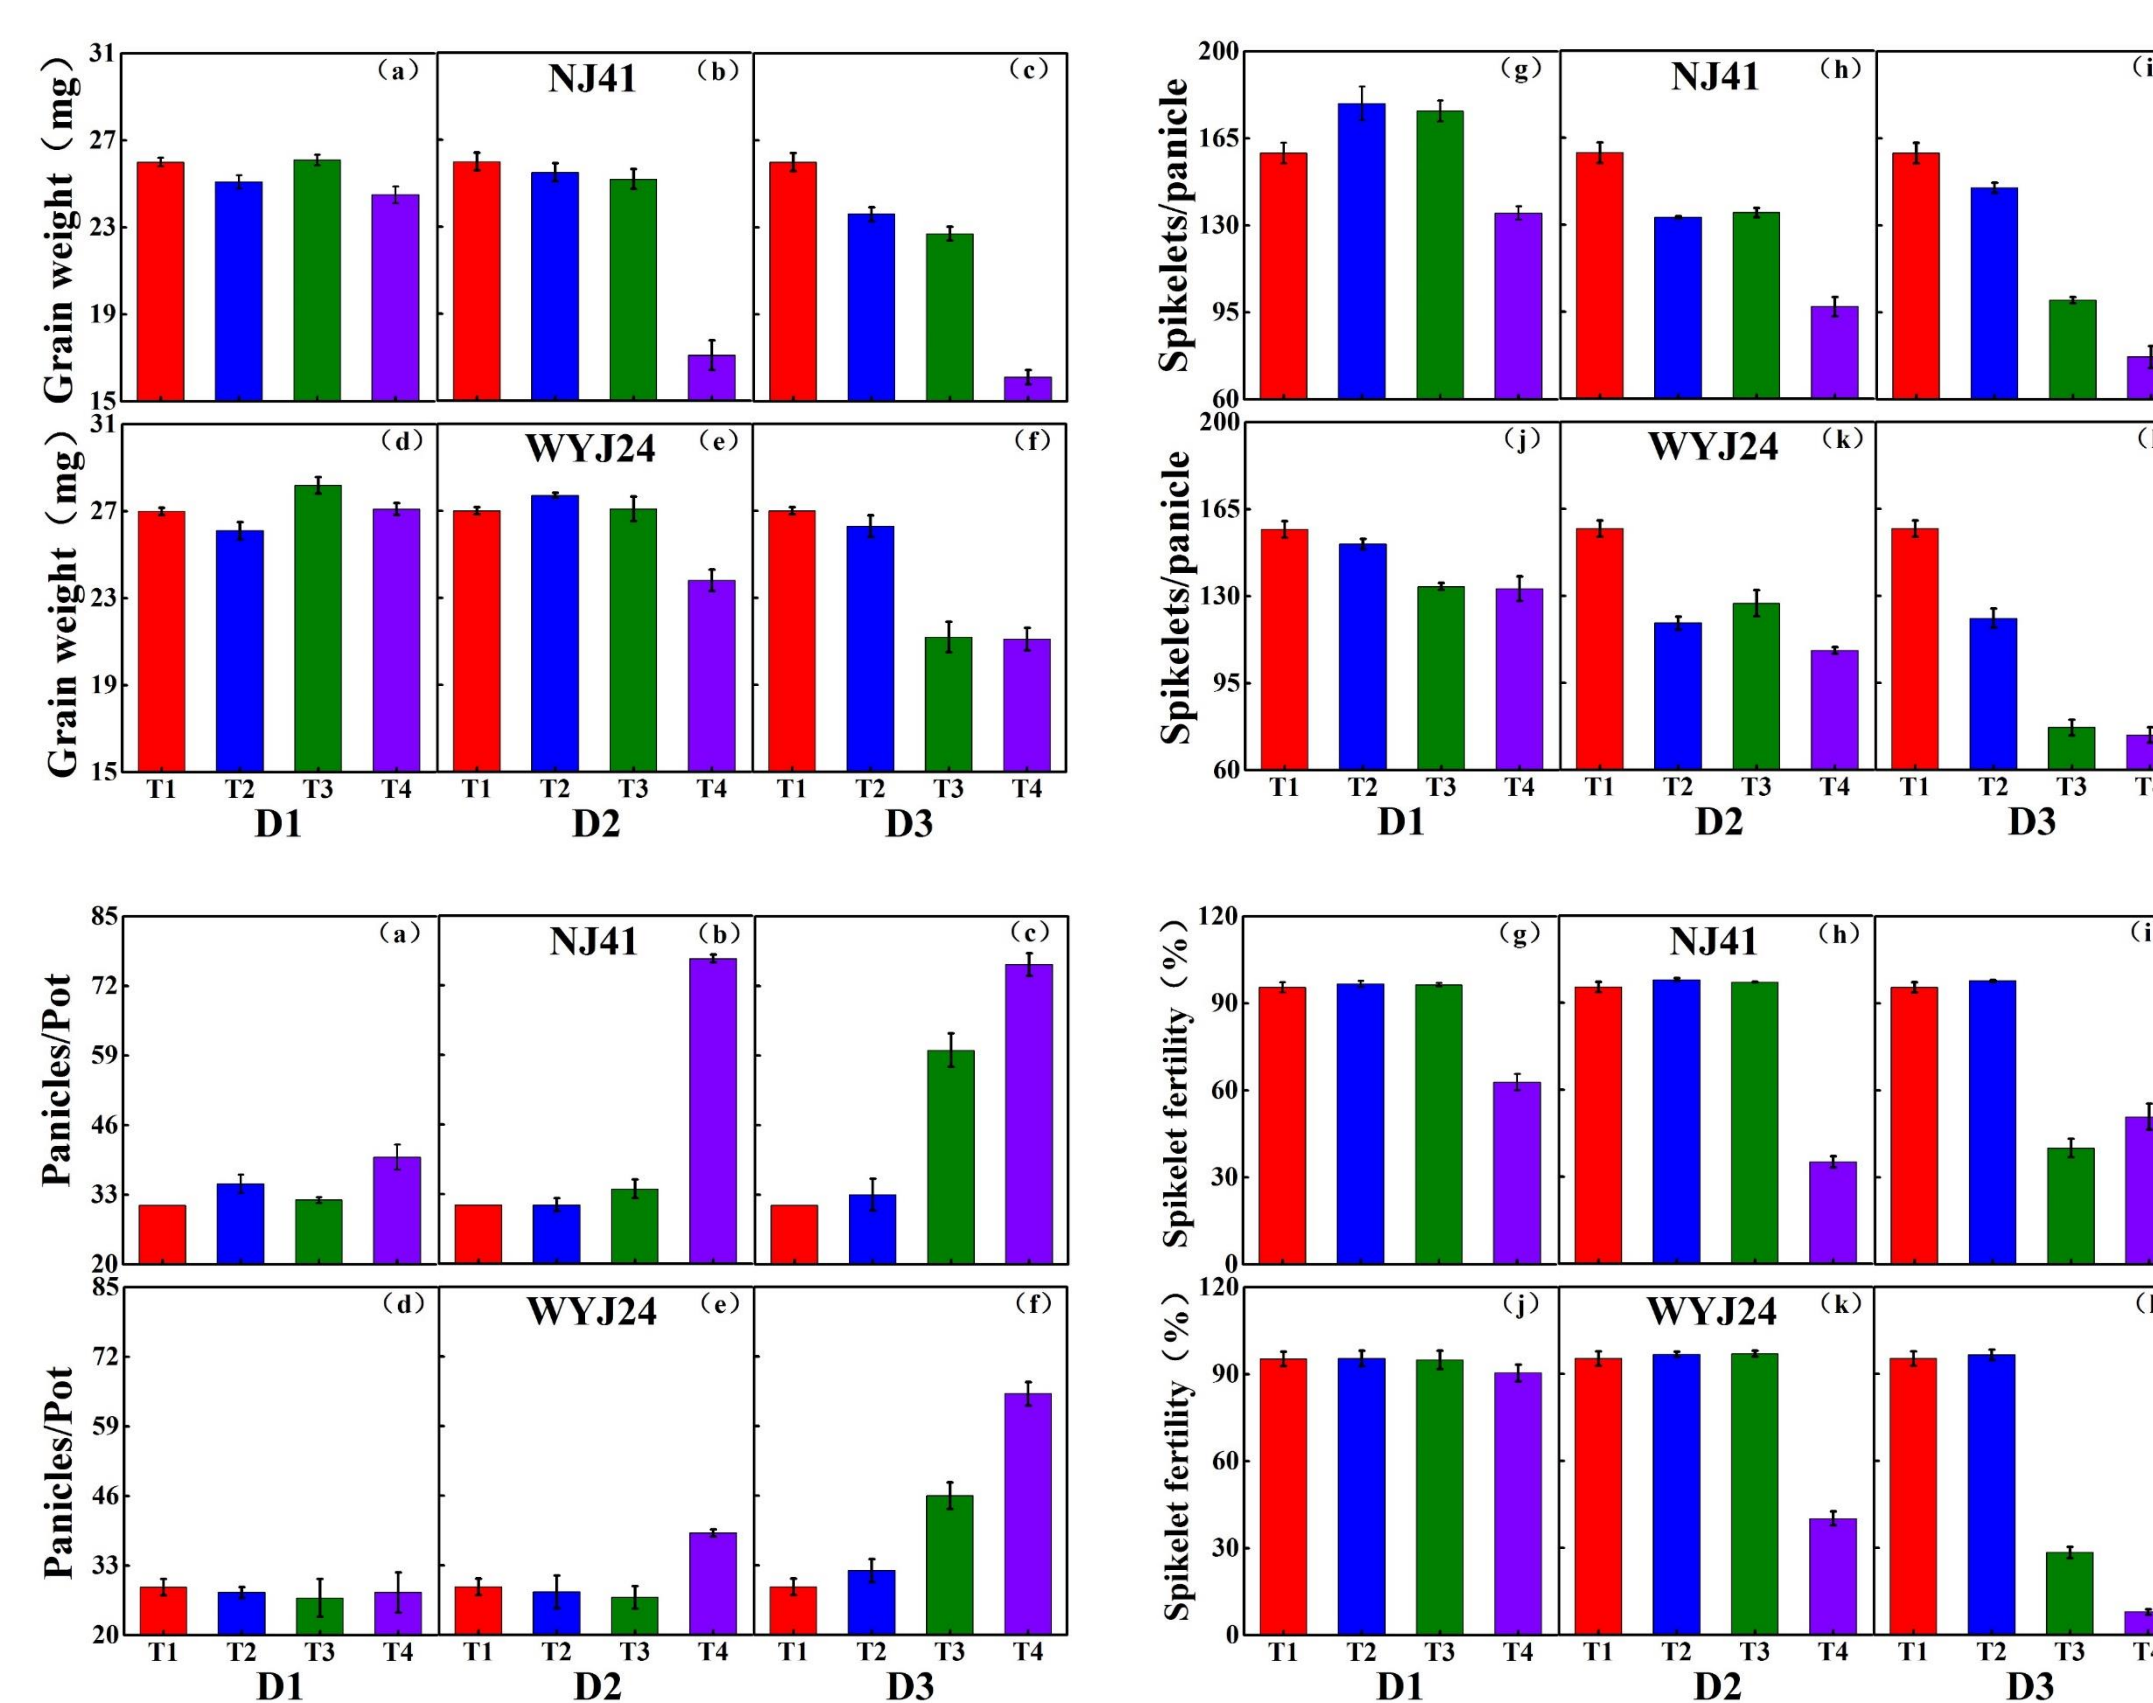 31
27
23
19
15
Grain weight（mg）
（a）
NJ41
（b）
（c）
31
27
23
19
15
Grain weight（mg）
（d）
WYJ24
（e）
（f）
T1 T2 T3 T4 T1 T2 T3 T4 T1 T2 T3 T4
D1 D2 D3
200
165
130
95
60
Spikelets/panicle
（g）
NJ41
（h）
（i
200
165
130
95
60
Spikelets/panicle
（j）
WYJ24
（k）
T1 T2 T3 T4 T1 T2 T3 T4 T1 T2 T3
D1 D2 D3
85
72
59
46
33
20
Panicles/Pot
（a）
NJ41
（b）
（c）
85
72
59
46
33
20
Panicles/Pot
（d）
WYJ24
（e）
（f）
T1 T2 T3 T4 T1 T2 T3 T4 T1 T2 T3 T4
D1 D2 D3
120
90
60
30
0
Spikelet fertility（%）
（g）
NJ41
（h）
（i
120
90
60
30
0
Spikelet fertility（%）
（j）
WYJ24
（k）
T1 T2 T3 T4 T1 T2 T3 T4 T1 T2 T3
D1 D2 D3